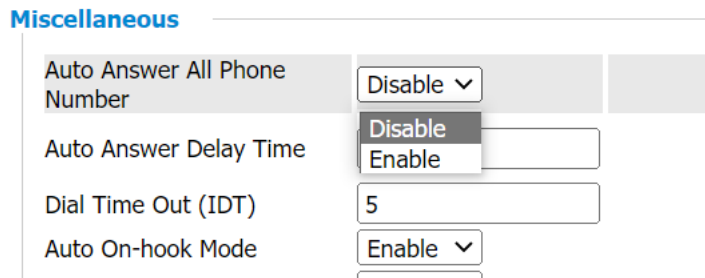 Miscellaneous
Auto Answer All Phone
Number
Disable
Disable
Enable
Auto Answer Delay Time
Dial Time Out (IDT)
5
Auto On-hook Mode
Enable